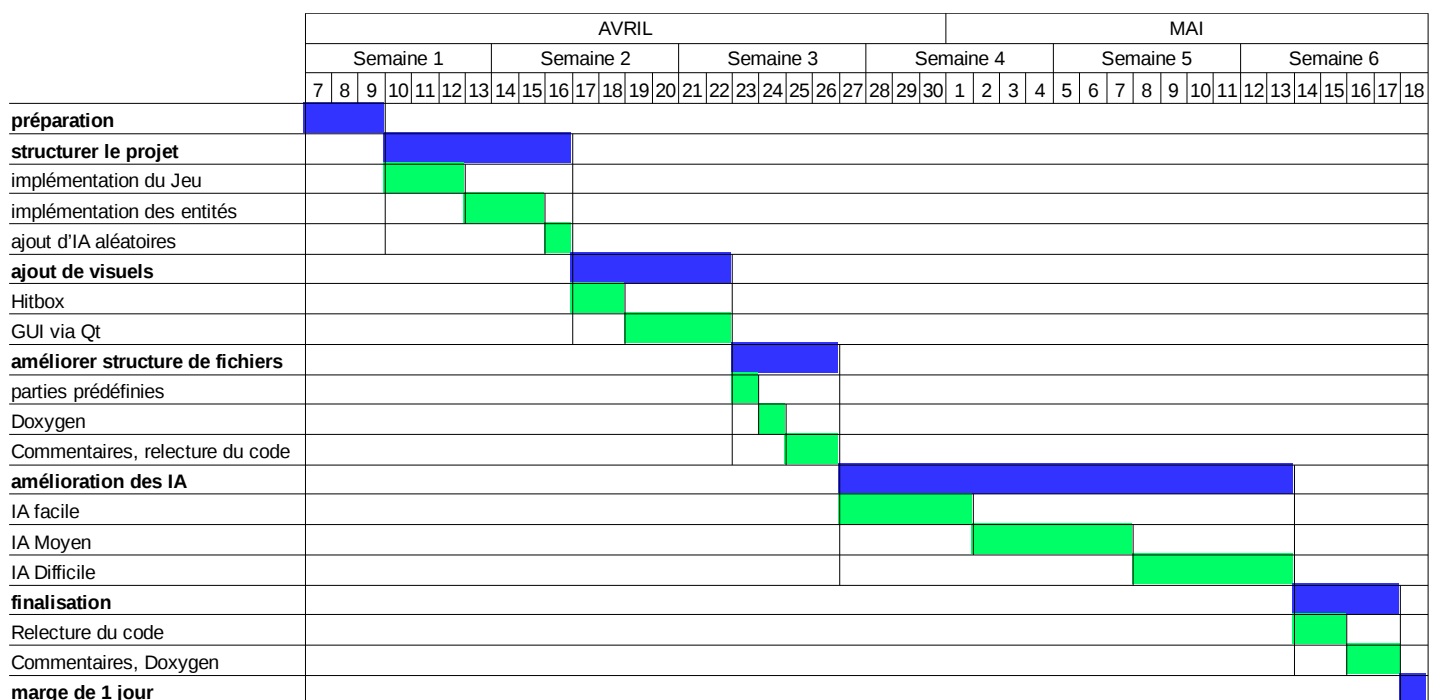 AVRIL MAI
Semaine 1 Semaine 2 Semaine 3 Semaine 4 Semaine 5 Semaine 6
7 8 9 10 11 12 13 14 15 16 17 18 19 20 21 22 23 24 25 26 27 28 29 30 1 2 3 4 5 6 7 8 9 10 11 12 13 14 15 16 17 18
préparation
structurer le projet
implémentation du Jeu
implémentation des entités
ajout d'IA aléatoires
ajout de visuels
Hitbox
GUI via Qt
améliorer structure de fichiers
parties prédéfinies
Doxygen
Commentaires, relecture du code
amélioration des IA
IA facile
IA Moyen
IA Difficile
finalisation
Relecture du code
Commentaires, Doxygen
marge de 1 jour